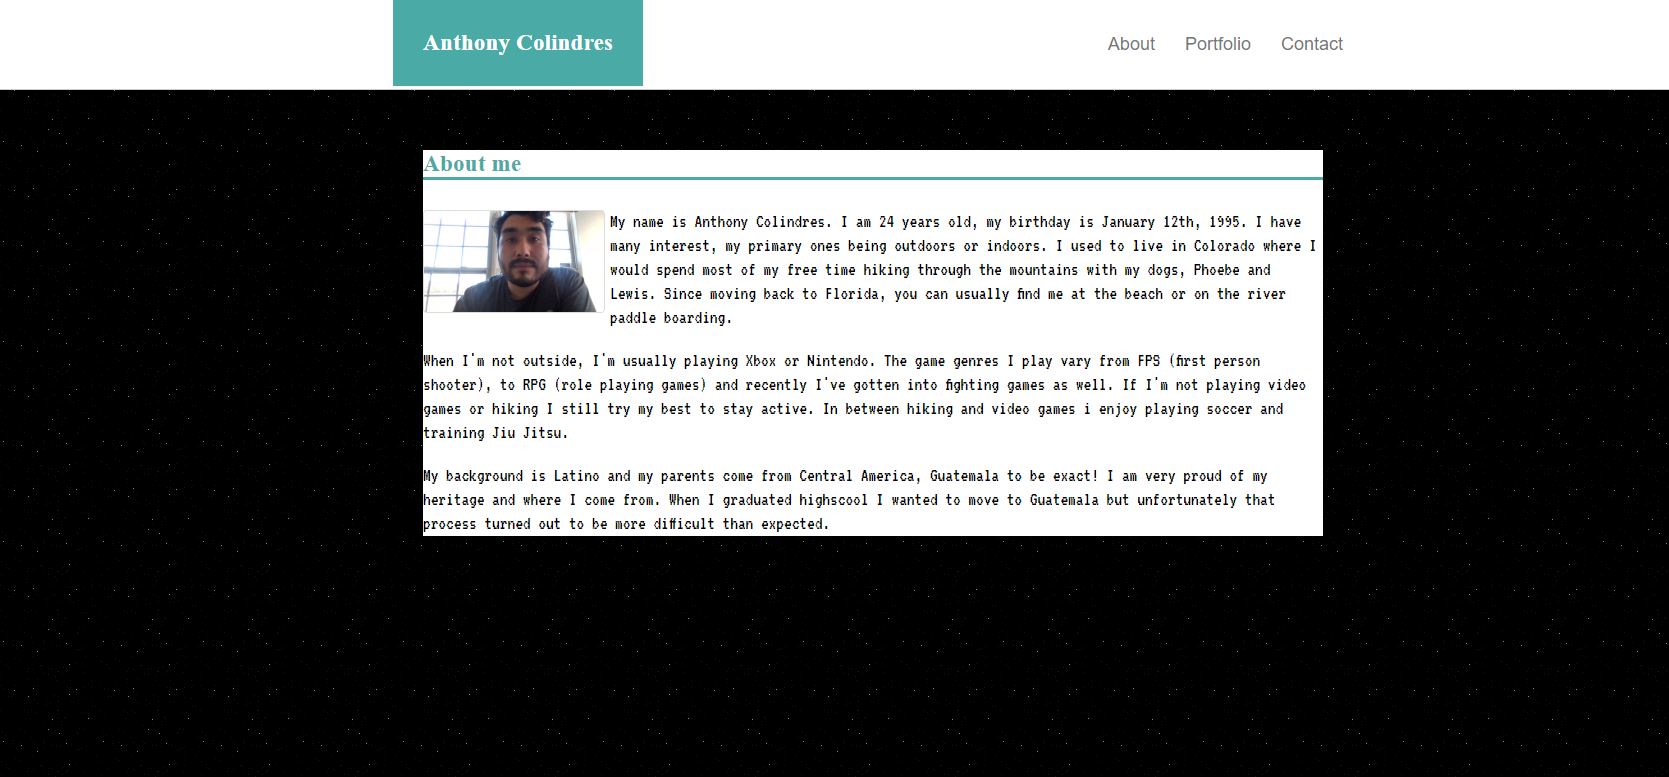 Anthony Colindres
About Portfolio Contact
About me
My name is Anthony Colindres. I am 24 years old, my birthday is January 12th, 1995. I have
many interest, my primary ones being outdoors or indoors. I used to live in Colorado where I
would spend most of my free time hiking through the mountains with my dogs, Phoebe and
Lewis. Since moving back to Florida, you can usually find me at the beach or on the river
paddle boarding.
When I'm not outside, I'm usually playing Xbox or Nintendo. The game genres I play vary from FPS (first person
shooter), to RPG (role playing games) and recently I've gotten into fighting games as well. If I'm not playing video
games or hiking I still try my best to stay active. In between hiking and video games i enjoy playing soccer and
training Jiu Jitsu.
My background is Latino and my parents come from Central America, Guatemala to be exact! I am very proud of my
heritage and where I come from. When I graduated highscool I wanted to move to Guatemala but unfortunately that
process turned out to be more difficult than expected.